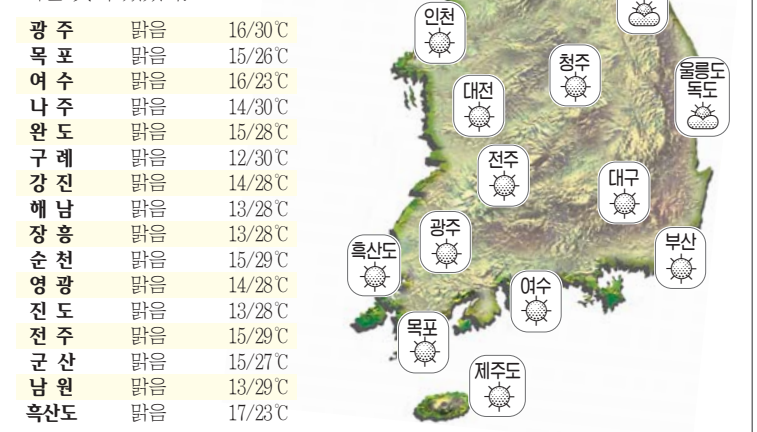 광 주 맑음 16/30℃
목 포 맑음 15/26℃
여 수 맑음 16/23℃
나 주 맑음 14/30℃
완 도 맑음 15/28℃
구 례 맑음 12/30℃
강 진 맑음 14/28℃
해 남 맑음 13/28℃
장 흥 맑음 13/28℃
순 천 맑음 15/29℃
영 광 맑음 14/28℃
진 도 맑음 13/28℃
전 주 맑음 15/29℃
군 산 맑음 15/27℃
남 원 맑음 13/29℃
흑산도 맑음 17/23℃
인천
청주
울릉도
독도
대전
전주
대구
광주
흑산도
부산
여수
목포
제주도